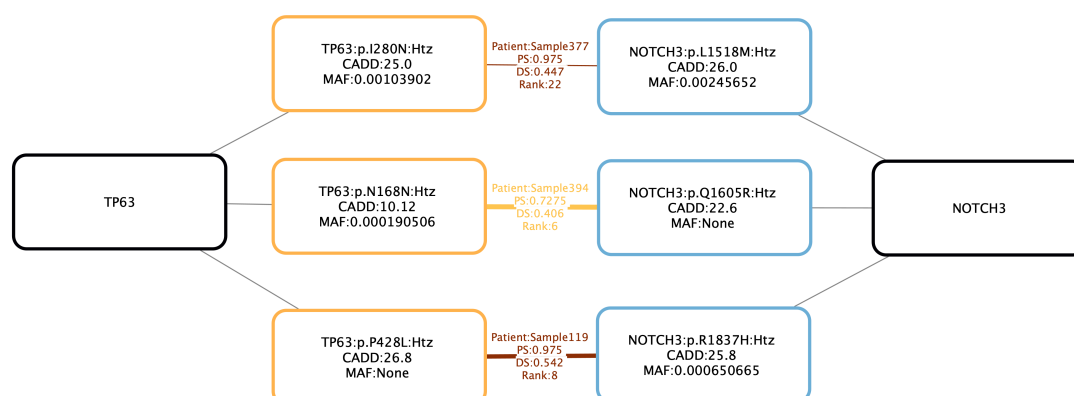 TP63:p.I280N:Htz
CADD:25.0
MAF:0.00103902
Patient:Sample377
PS:0.975
DS:0.447
Rank:22
NOTCH3:p.L1518M:Htz
CADD:26.0
MAF:0.00245652
TP63
TP63:p.N168N:Htz
CADD:10.12
MAF:0.000190506
Patient:Sample394
PS:0.7275
DS:0.406
Rank:6
NOTCH3:p.Q1605R:Htz
CADD:22.6
MAF:None
NOTCH3
TP63:p.P428L:Htz
CADD:26.8
MAF:None
Patient:Sample119
PS:0.975
DS:0.542
Rank:8
NOTCH3:p.R1837H:Htz
CADD:25.8
MAF:0.000650665